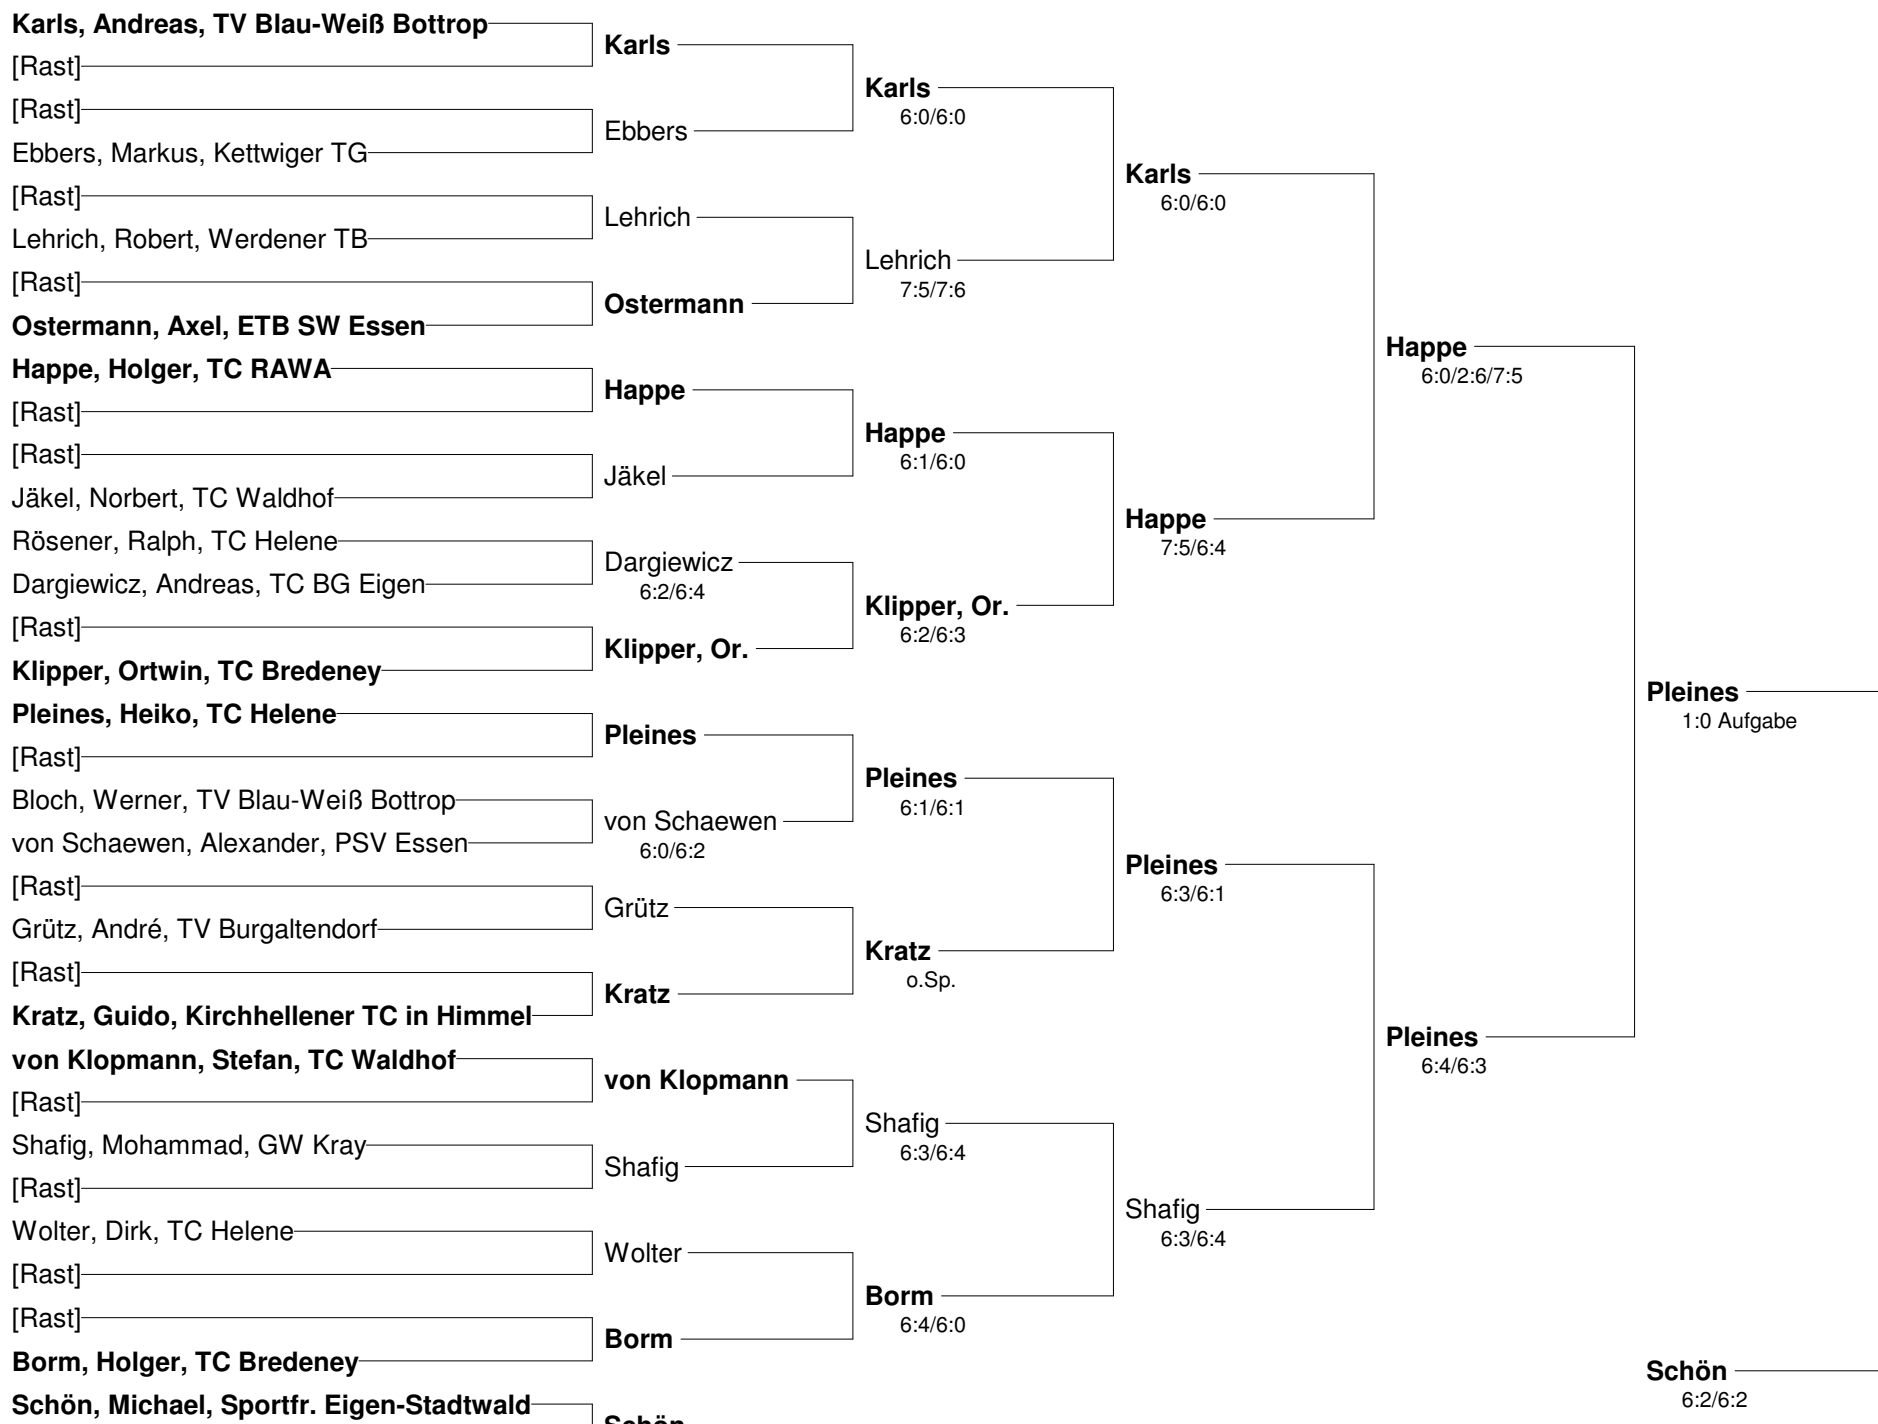 Karls, Andreas, TV Blau-Weiß Bottrop
[Rast]
[Rast]
Ebbers, Markus, Kettwiger TG
[Rast]
Lehrich, Robert, Werdener TB
[Rast]
Ostermann, Axel, ETB SW Essen
Happe, Holger, TC RAWA
[Rast]
[Rast]
Jäkel, Norbert, TC Waldhof
Rösener, Ralph, TC Helene
Dargiewicz, Andreas, TC BG Eigen
[Rast]
Klipper, Ortwin, TC Bredeney
Pleines, Heiko, TC Helene
[Rast]
Bloch, Werner, TV Blau-Weiß Bottrop
von Schaewen, Alexander, PSV Essen
[Rast]
Grütz, André, TV Burgaltendorf
[Rast]
Kratz, Guido, Kirchhellener TC in Himmel
von Klopmann, Stefan, TC Waldhof
[Rast]
Shafig, Mohammad, GW Kray
[Rast]
Wolter, Dirk, TC Helene
[Rast]
[Rast]
Borm, Holger, TC Bredeney
Schön, Michael, Sportfr. Eigen-Stadtwald
Karls
Ebbers
Lehrich
Ostermann
Happe
Jäkel
Dargiewicz
6:2/6:4
Klipper, Or.
Pleines
von Schaewen
6:0/6:2
Grütz
Kratz
von Klopmann
Shafig
Wolter
Borm
Schön
Karls
6:0/6:0
Lehrich
7:5/7:6
Happe
6:1/6:0
Klipper, Or.
6:2/6:3
Pleines
6:1/6:1
Kratz
o.Sp.
Shafig
6:3/6:4
Borm
6:4/6:0
Karls
6:0/6:0
Happe
7:5/6:4
Pleines
6:3/6:1
Shafig
6:3/6:4
Happe
6:0/2:6/7:5
Pleines
6:4/6:3
Pleines
1:0 Aufgabe
Schön
6:2/6:2